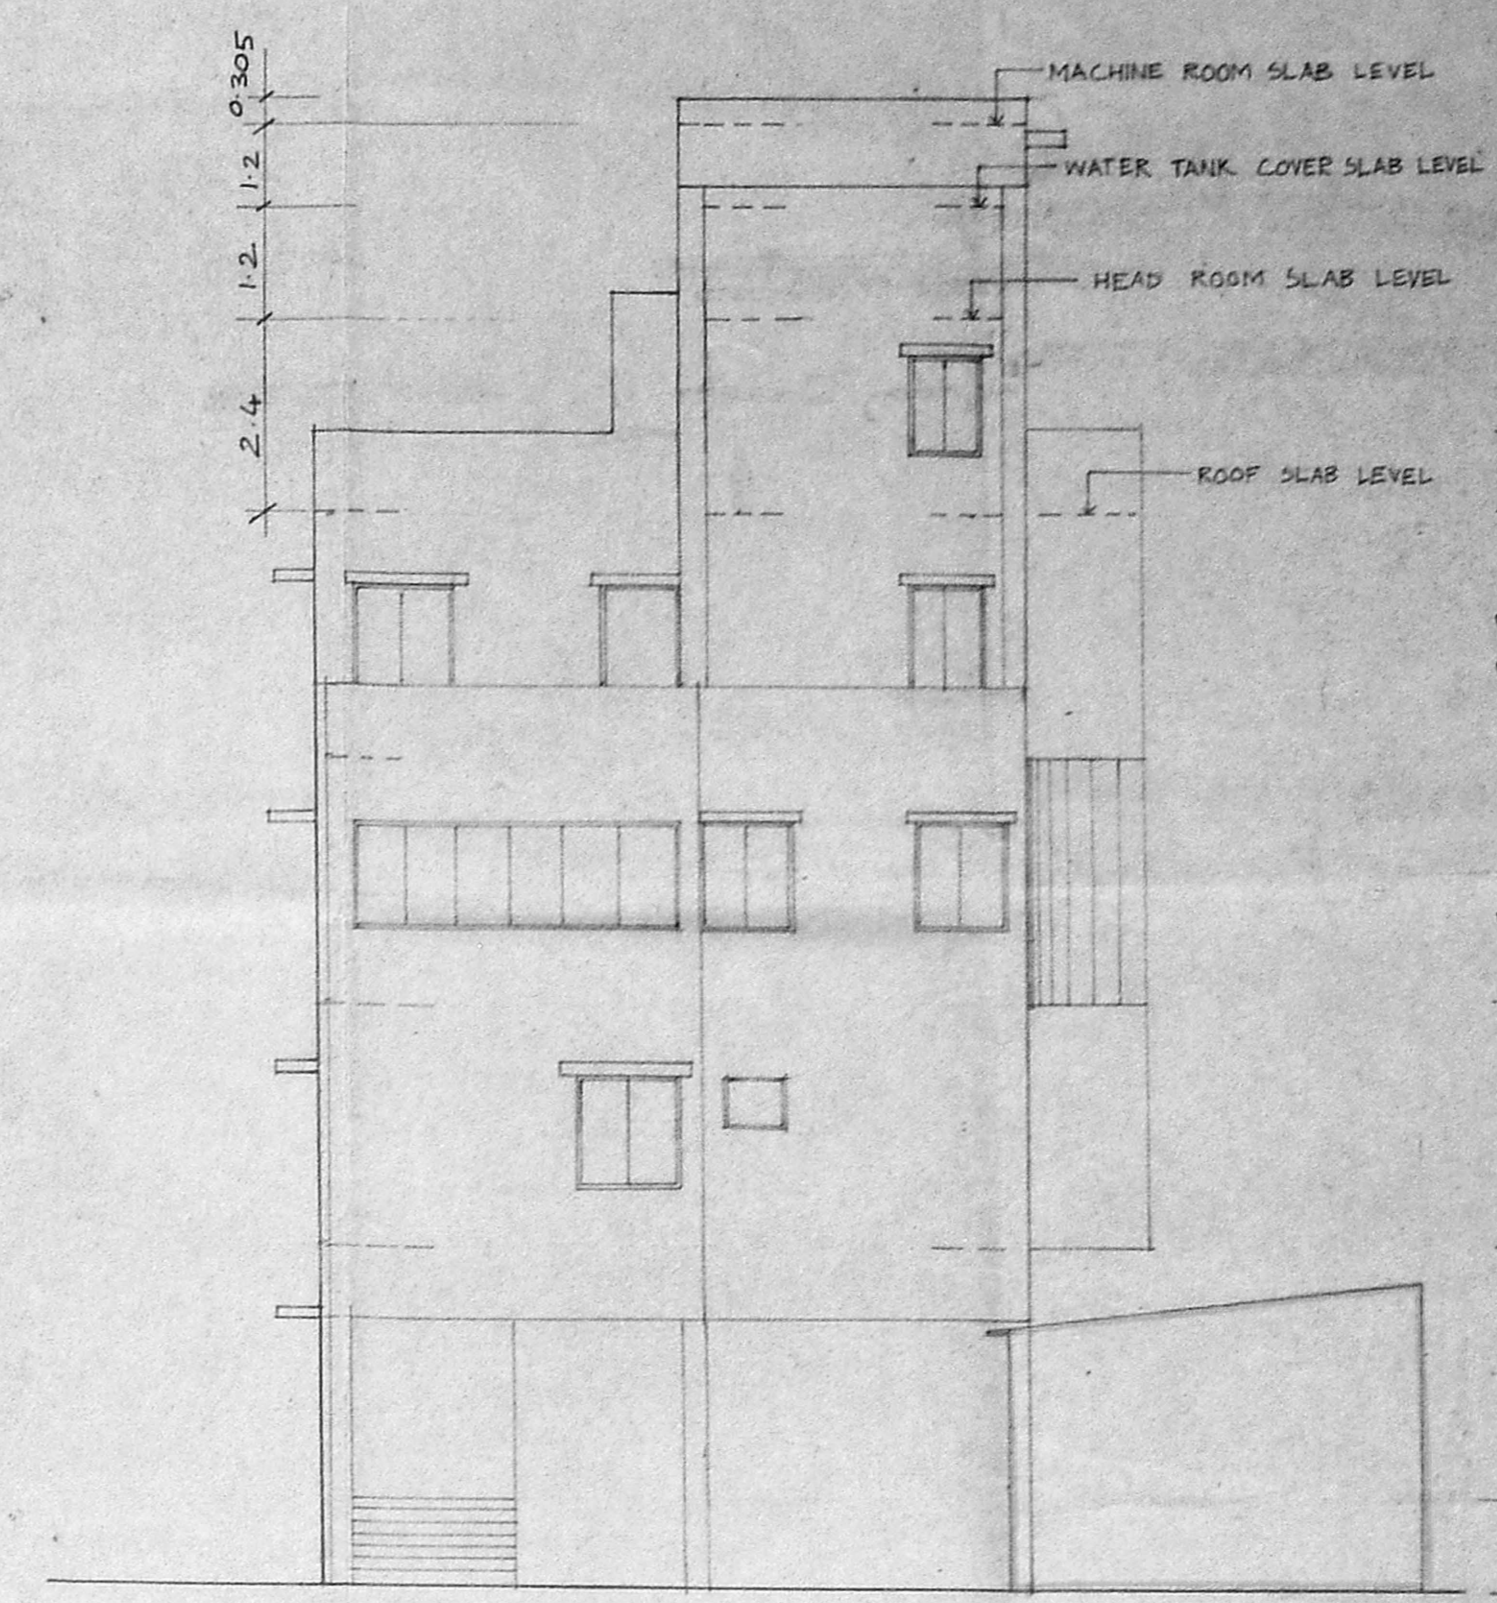 0.305
MACHINE ROOM SLAB LEVEL
1.2
WATER TANK COVER SLAB LEVEL
1.2
HEAD ROOM SLAB LEVEL
2.4
ROOF SLAB LEVEL